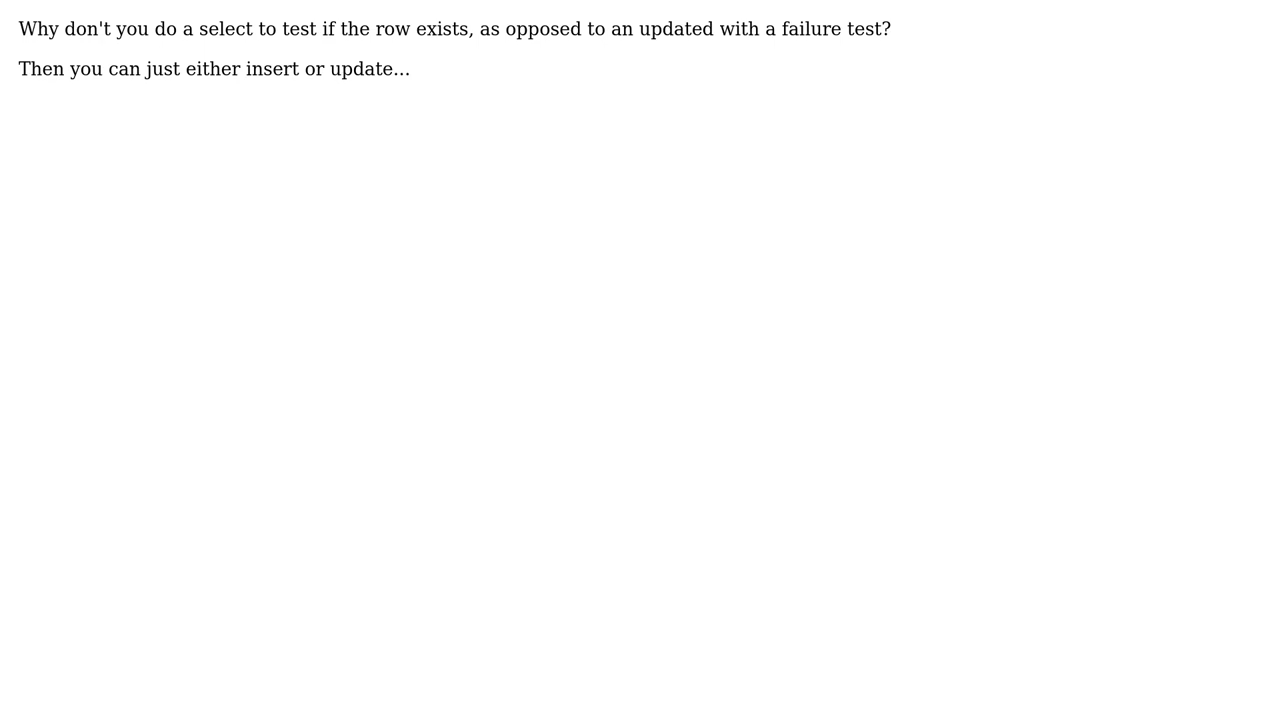 Why don't you do a select to test if the row exists, as opposed to an updated with a failure test?
Then you can just either insert or update...